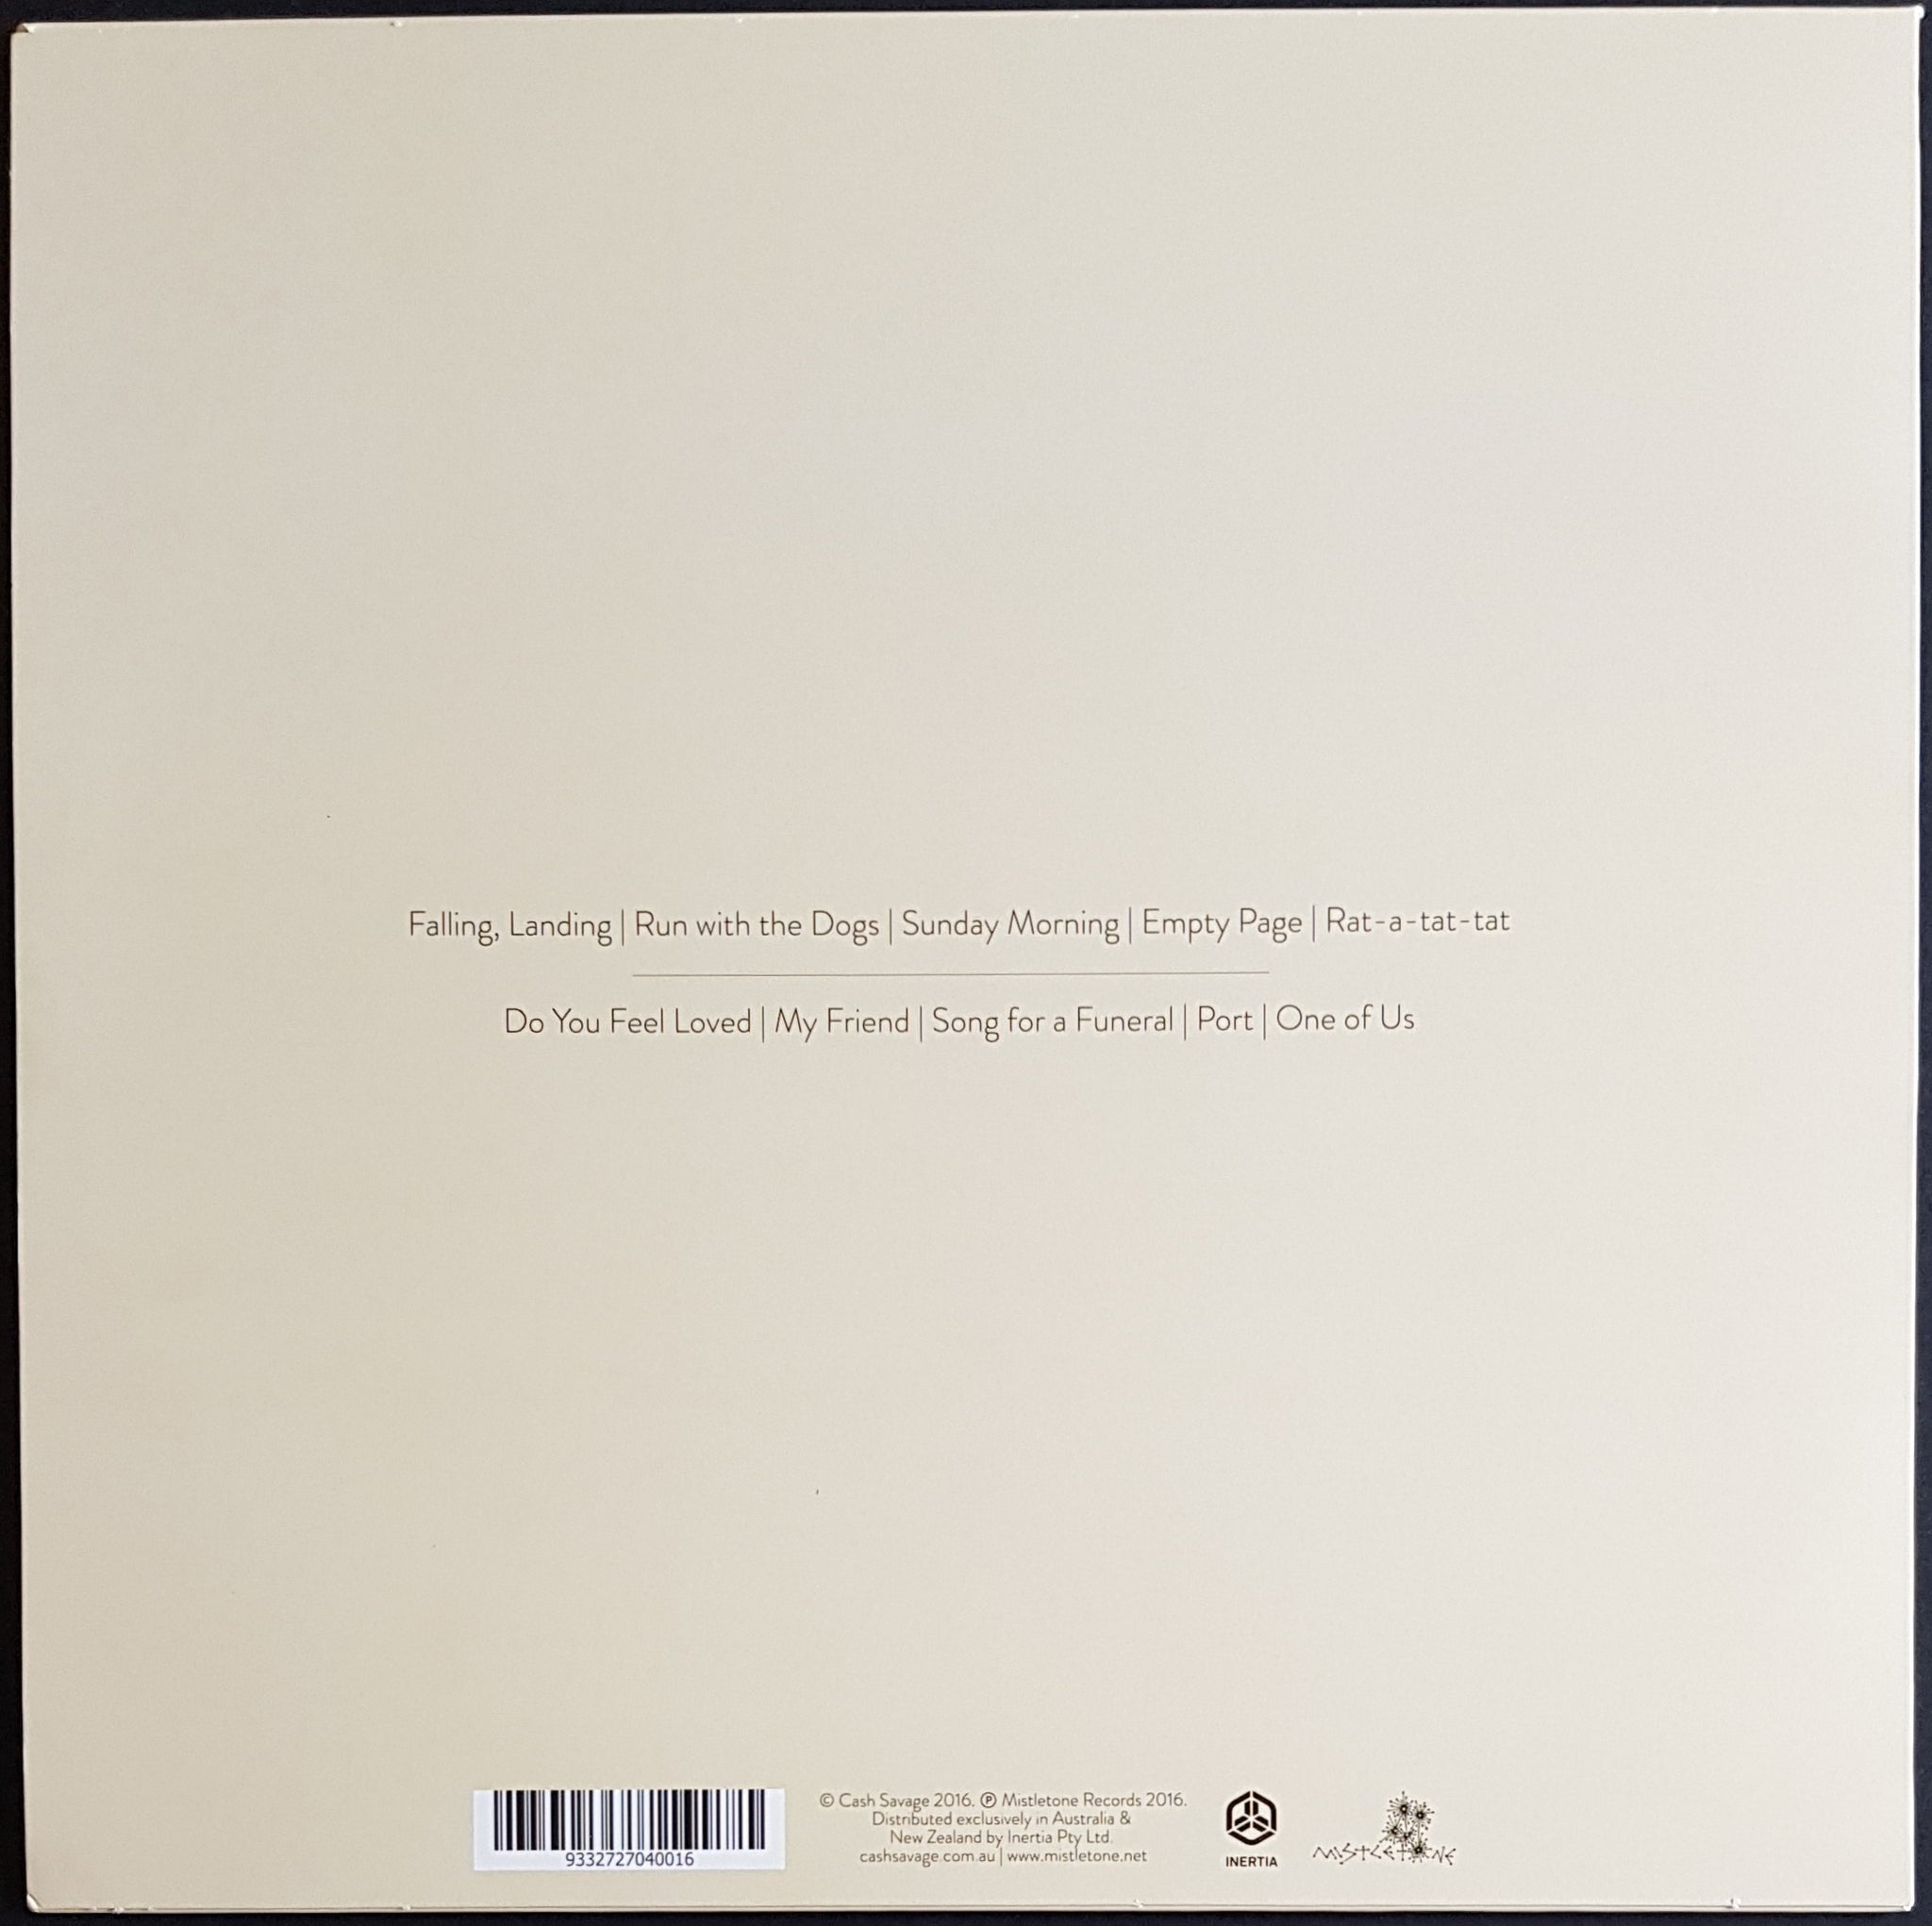 Falling, Landing | Run with the Dogs | Sunday Morning | Empty Page | Rat-a-tat-tat
Do You Feel Loved | My Friend | Song for a Funeral | Port | One of Us
9332727040016
© Cash Savage 2016. ℗ Mistletone Records 2016.
Distributed exclusively in Australia &
New Zealand by Inertia Pty Ltd.
cashsavage.com.au | www.mistletone.net
INERTIA
MISTLETONE